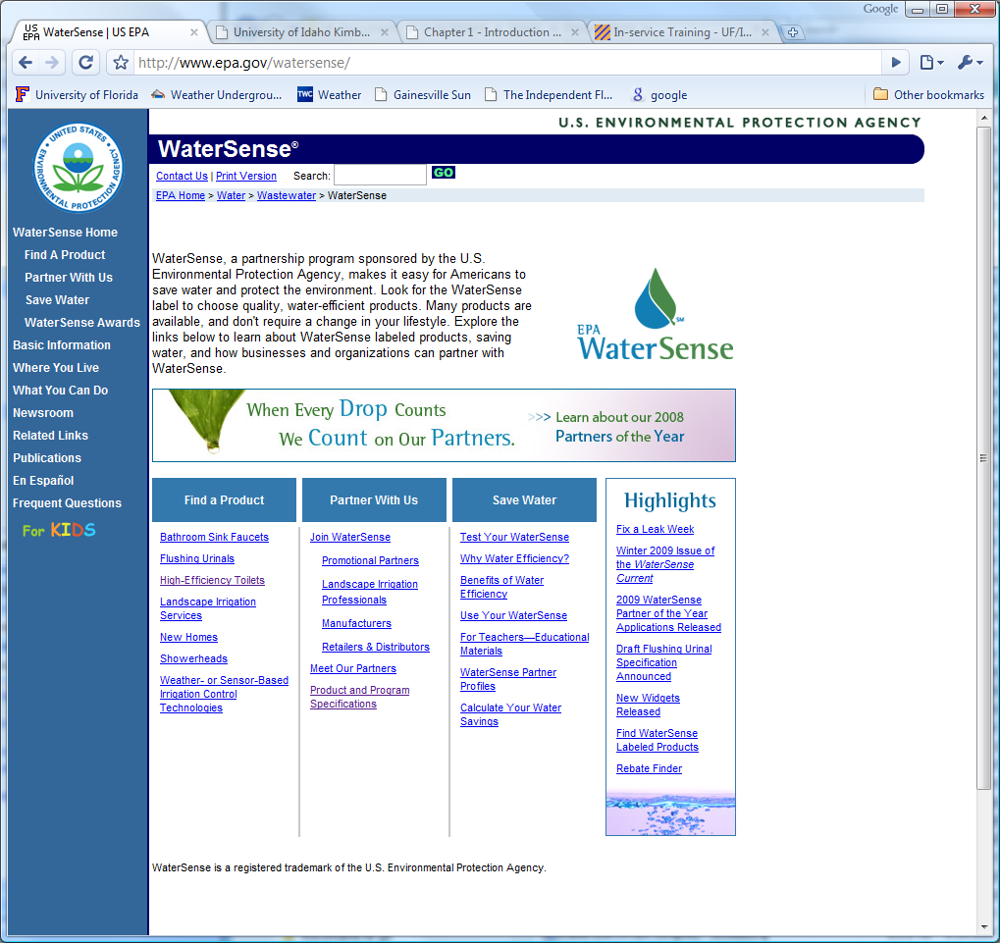 Google
US EPA WaterSense | US EPA
University of Idaho Kimb...
Chapter 1 - Introduction ...
In-service Training - UF/I...
http://www.epa.gov/watersense/
University of Florida
Weather Undergrou...
TWC Weather
Gainesville Sun
The Independent Fl...
google
Other bookmarks
UNITED STATES
ENVIRONMENTAL PROTECTION AGENCY
U.S. ENVIRONMENTAL PROTECTION AGENCY
WaterSense®
Contact Us | Print Version Search: GO
EPA Home > Water > Wastewater > WaterSense
WaterSense Home
Find A Product
Partner With Us
Save Water
WaterSense Awards
Basic Information
Where You Live
What You Can Do
Newsroom
Related Links
Publications
En Español
Frequent Questions
For KIDS
WaterSense, a partnership program sponsored by the U.S.
Environmental Protection Agency, makes it easy for Americans to
save water and protect the environment. Look for the WaterSense
label to choose quality, water-efficient products. Many products are
available, and don't require a change in your lifestyle. Explore the
links below to learn about WaterSense labeled products, saving
water, and how businesses and organizations can partner with
WaterSense.
SM
EPA
WaterSense
When Every Drop Counts
We Count on Our Partners.
>>> Learn about our 2008
Partners of the Year
Find a Product
Bathroom Sink Faucets
Flushing Urinals
High-Efficiency Toilets
Landscape Irrigation
Services
New Homes
Showerheads
Weather- or Sensor-Based
Irrigation Control
Technologies
Partner With Us
Join WaterSense
Promotional Partners
Landscape Irrigation
Professionals
Manufacturers
Retailers & Distributors
Meet Our Partners
Product and Program
Specifications
Save Water
Test Your WaterSense
Why Water Efficiency?
Benefits of Water
Efficiency
Use Your WaterSense
For Teachers—Educational
Materials
WaterSense Partner
Profiles
Calculate Your Water
Savings
Highlights
Fix a Leak Week
Winter 2009 Issue of
the WaterSense
Current
2009 WaterSense
Partner of the Year
Applications Released
Draft Flushing Urinal
Specification
Announced
New Widgets
Released
Find WaterSense
Labeled Products
Rebate Finder
WaterSense is a registered trademark of the U.S. Environmental Protection Agency.